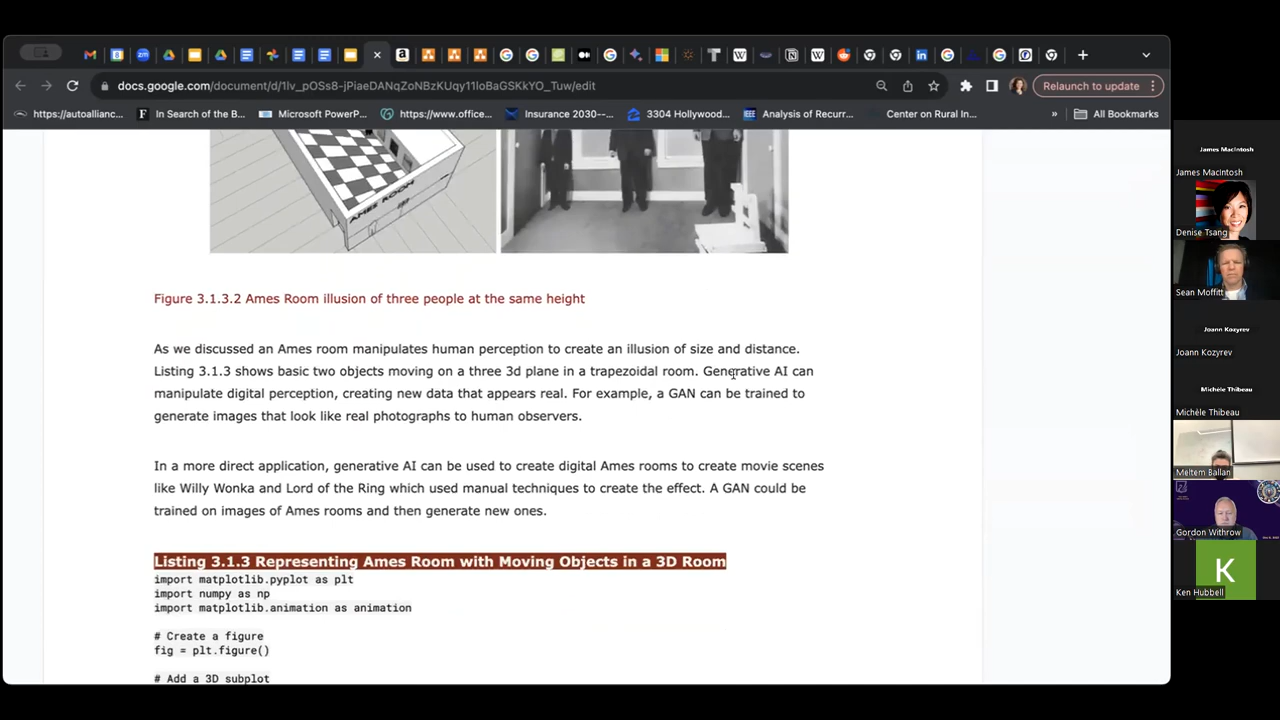 docs.google.com/document/d/1lv_pOSs8-jPiaeDANqZoNBzKUqy11loBaGSKkYO_Tuw/edit
Relaunch to update
https://autoallianc...
In Search of the B...
Microsoft PowerP...
https://www.office...
Insurance 2030--...
3304 Hollywood...
Analysis of Recurr...
Center on Rural In...
»
All Bookmarks
AMES ROOM
Figure 3.1.3.2 Ames Room illusion of three people at the same height
As we discussed an Ames room manipulates human perception to create an illusion of size and distance.
Listing 3.1.3 shows basic two objects moving on a three 3d plane in a trapezoidal room. Generative AI can
manipulate digital perception, creating new data that appears real. For example, a GAN can be trained to
generate images that look like real photographs to human observers.
In a more direct application, generative AI can be used to create digital Ames rooms to create movie scenes
like Willy Wonka and Lord of the Ring which used manual techniques to create the effect. A GAN could be
trained on images of Ames rooms and then generate new ones.
Listing 3.1.3 Representing Ames Room with Moving Objects in a 3D Room
import matplotlib.pyplot as plt
import numpy as np
import matplotlib.animation as animation
# Create a figure
fig = plt.figure()
# Add a 3D subplot
James MacIntosh
James MacIntosh
Denise Tsang
Sean Moffitt
Joann Kozyrev
Joann Kozyrev
Michèle Thibeau
Michèle Thibeau
Meltem Ballan
Gordon Withrow
K
Ken Hubbell